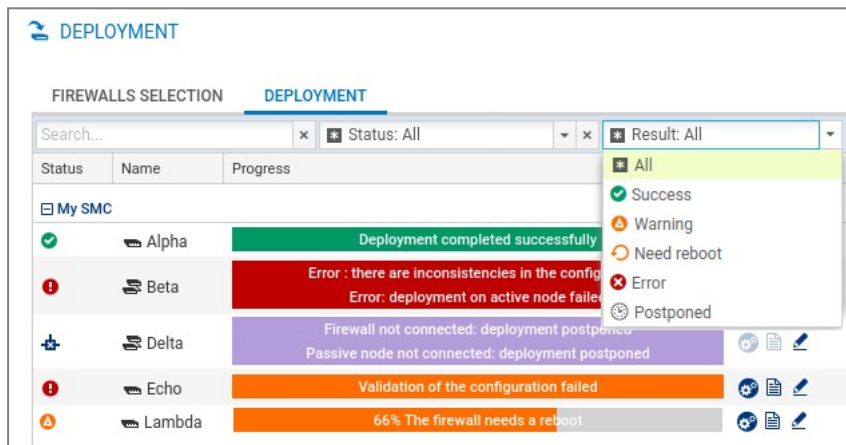 DEPLOYMENT
FIREWALLS SELECTION DEPLOYMENT
Search... Status: All Result: All
Status Name Progress
All
Success
Warning
Need reboot
Error
Postponed
My SMC
Alpha Deployment completed successfully
Beta Error : there are inconsistencies in the
Error: deployment on active node
Delta Firewall not connected: deployment postponed
Passive node not connected: deployment postponed
Echo Validation of the configuration failed
Lambda 66% The firewall needs a reboot